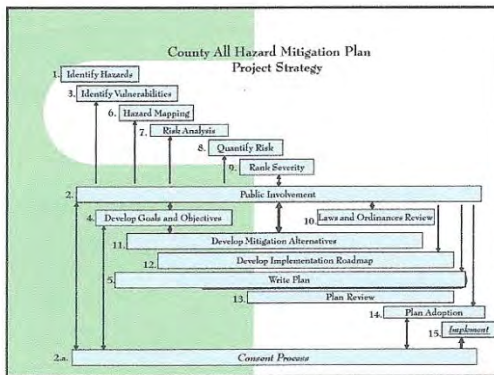 County All Hazard Mitigation Plan
Project Strategy
1. Identify Hazards
3. Identify Vulnerabilities
6. Hazard Mapping
7. Risk Analysis
8. Quantify Risk
9. Rank Severity
2. Public Involvement
4. Develop Goals and Objectives
10. Laws and Ordinances Review
11. Develop Mitigation Alternatives
12. Develop Implementation Roadmap
5. Write Plan
13. Plan Review
14. Plan Adoption
15. Implement
2.a. Consent Process